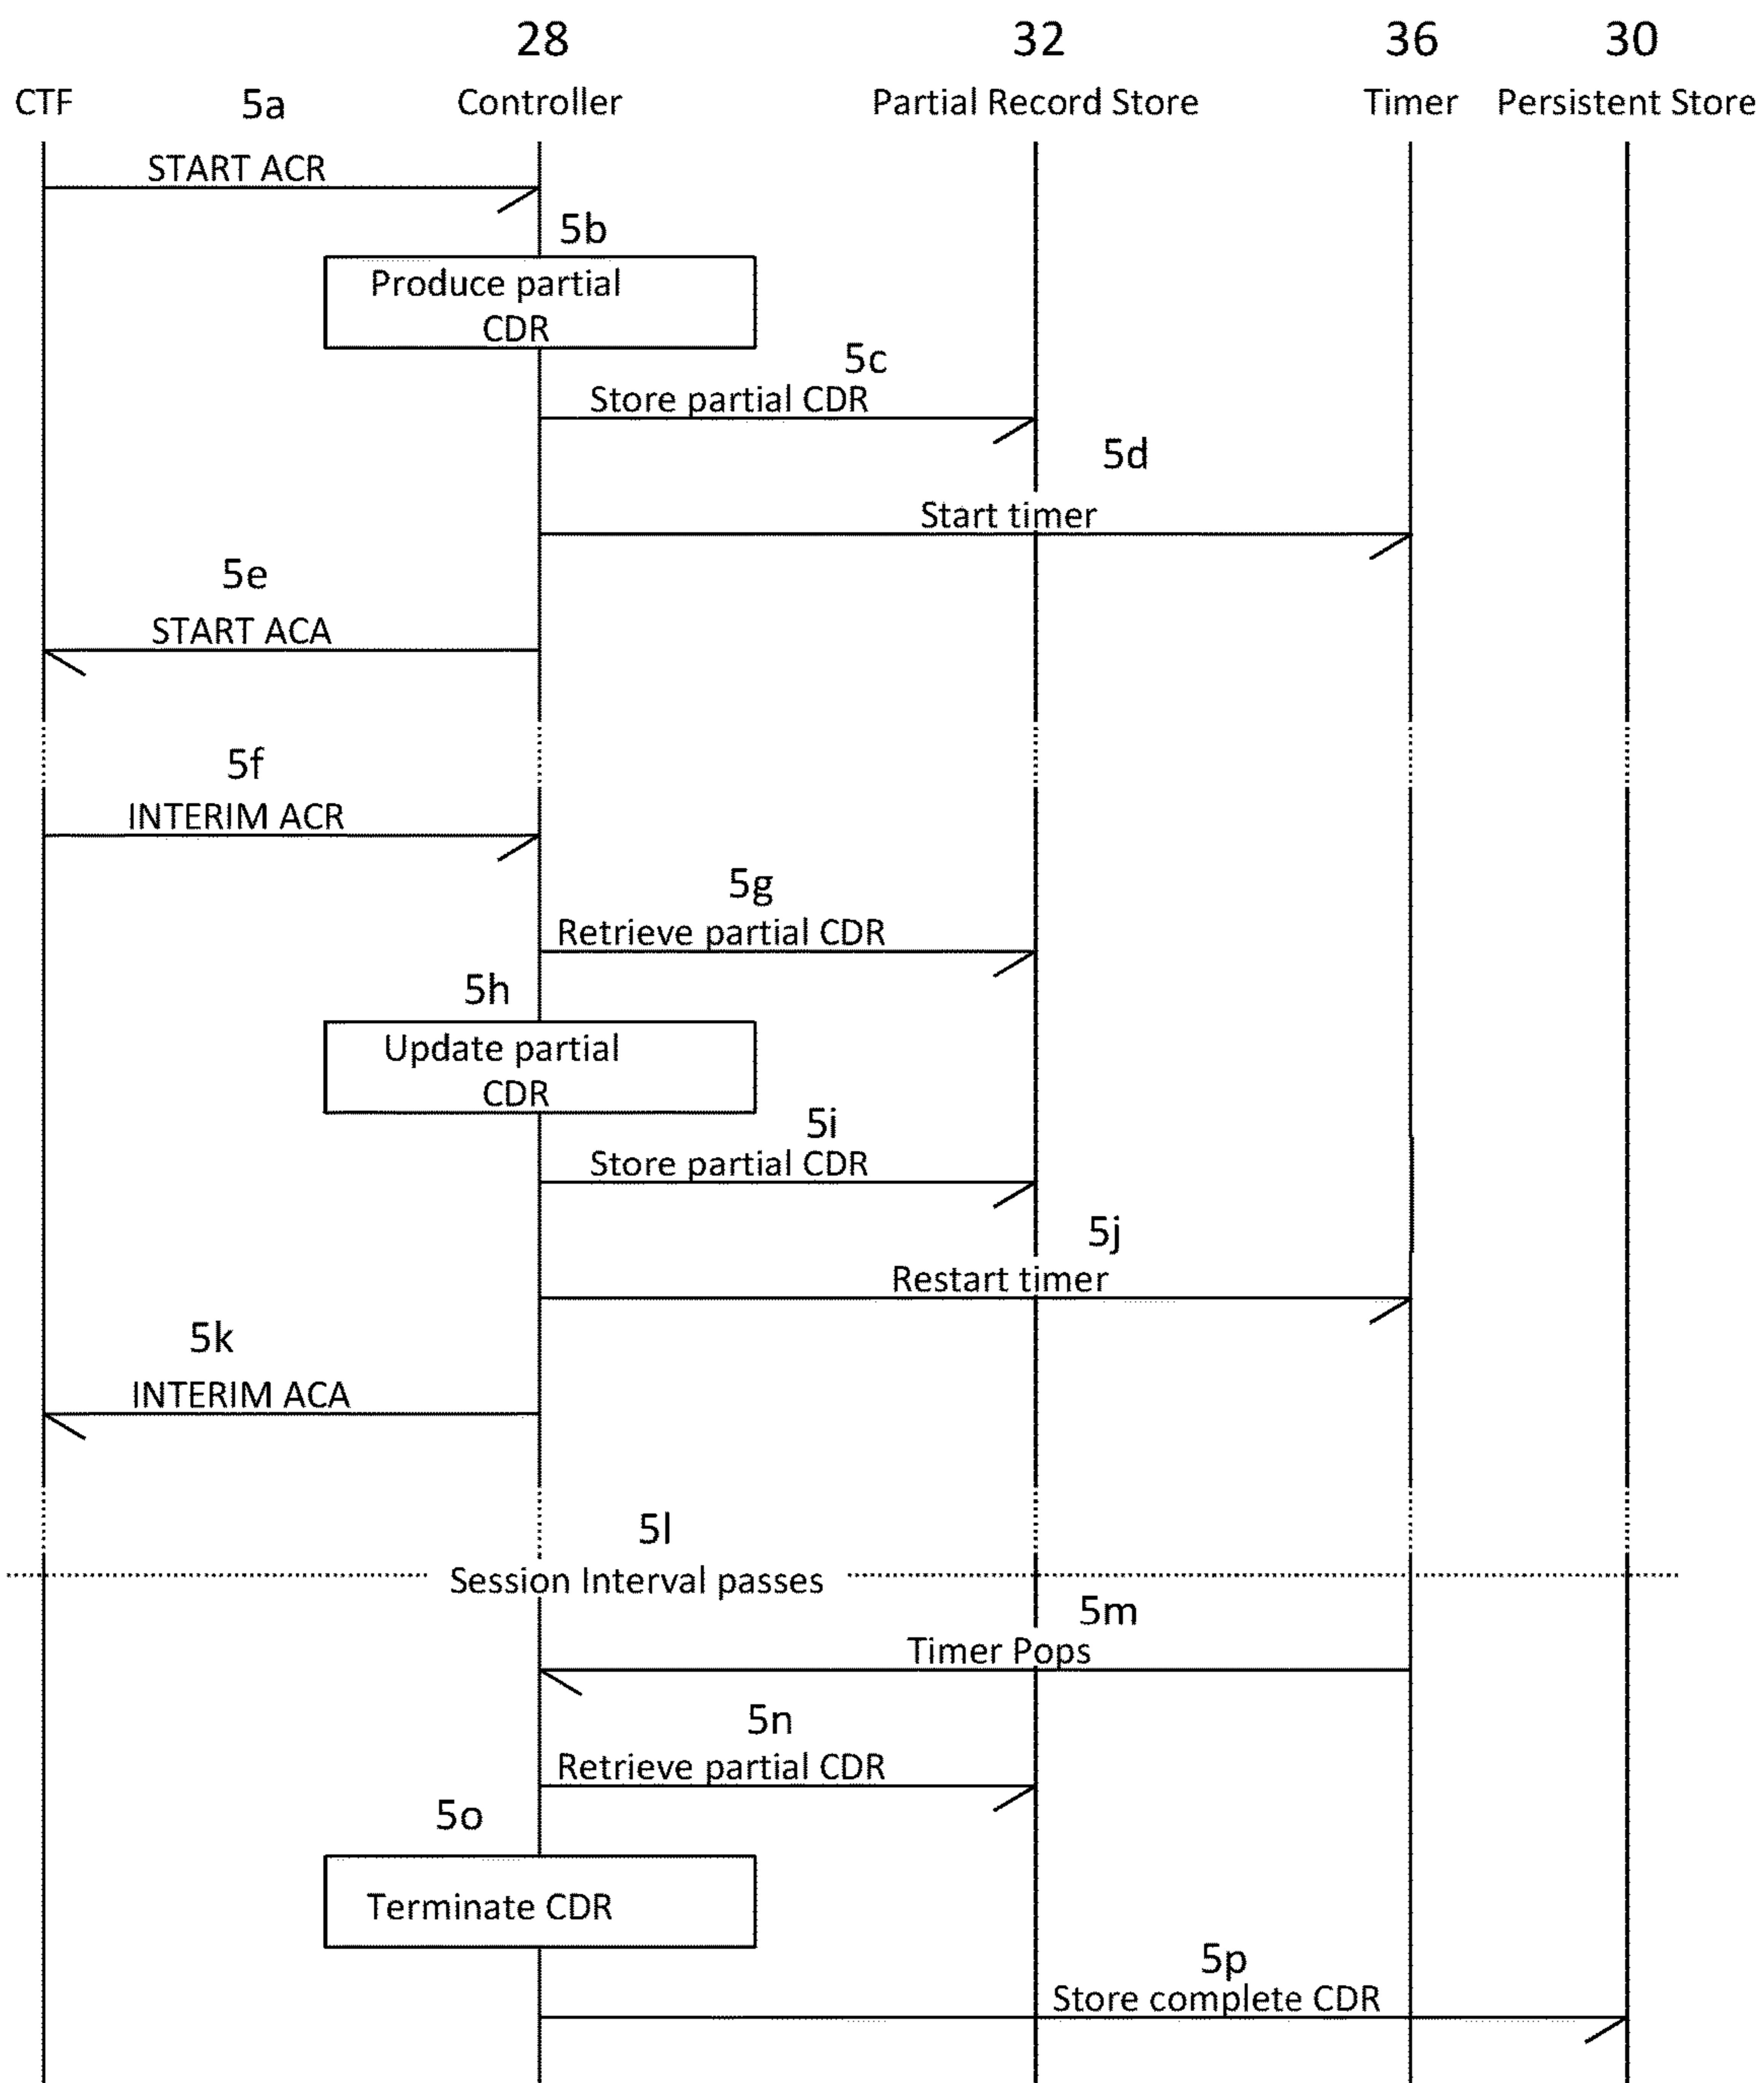 28 32 36 30
CTF 5a Controller Partial Record Store Timer Persistent Store
START ACR
5b
Produce partial
CDR
5c
Store partial CDR
5d
Start timer
5e
START ACA
5f
INTERIM ACR
5g
Retrieve partial CDR
5h
Update partial
CDR
5i
Store partial CDR
5j
Restart timer
5k
INTERIM ACA
5l
Session Interval passes
5m
Timer Pops
5n
Retrieve partial CDR
5o
Terminate CDR
5p
Store complete CDR